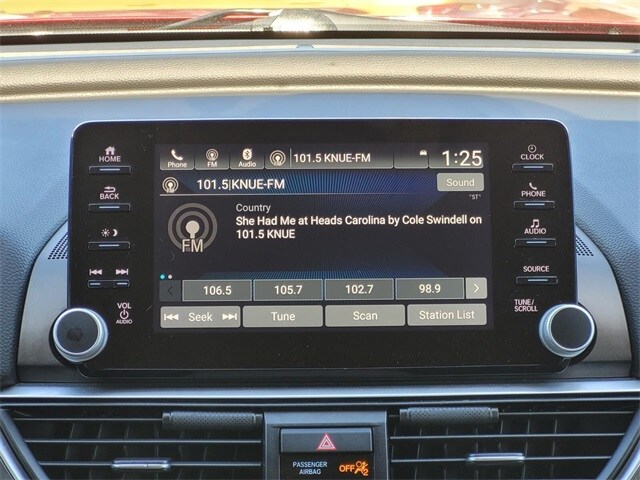 HOME
BACK
VOL
AUDIO
Phone
FM
Audio
101.5 KNUE-FM
1:25
101.5|KNUE-FM
Sound
"ST"
FM
Country
She Had Me at Heads Carolina by Cole Swindell on
101.5 KNUE
106.5
105.7
102.7
98.9
Seek
Tune
Scan
Station List
CLOCK
PHONE
AUDIO
SOURCE
TUNE/
SCROLL
PASSENGER
AIRBAG
OFF
2